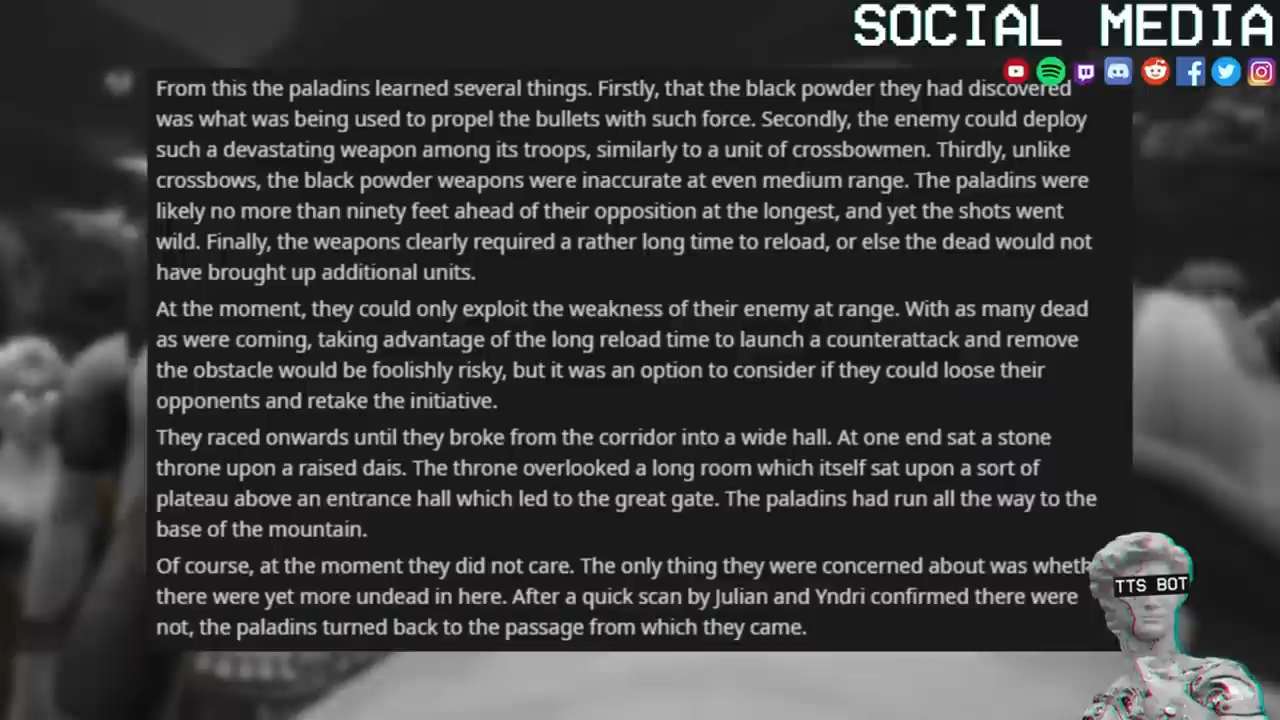 SOCIAL MEDIA
From this the paladins learned several things. Firstly, that the black powder they had discovered
was what was being used to propel the bullets with such force. Secondly, the enemy could deploy
such a devastating weapon among its troops, similarly to a unit of crossbowmen. Thirdly, unlike
crossbows, the black powder weapons were inaccurate at even medium range. The paladins were
likely no more than ninety feet ahead of their opposition at the longest, and yet the shots went
wild. Finally, the weapons clearly required a rather long time to reload, or else the dead would not
have brought up additional units.
At the moment, they could only exploit the weakness of their enemy at range. With as many dead
as were coming, taking advantage of the long reload time to launch a counterattack and remove
the obstacle would be foolishly risky, but it was an option to consider if they could loose their
opponents and retake the initiative.
They raced onwards until they broke from the corridor into a wide hall. At one end sat a stone
throne upon a raised dais. The throne overlooked a long room which itself sat upon a sort of
plateau above an entrance hall which led to the great gate. The paladins had run all the way to the
base of the mountain.
Of course, at the moment they did not care. The only thing they were concerned about was wheth
there were yet more undead in here. After a quick scan by Julian and Yndri confirmed there were
not, the paladins turned back to the passage from which they came.
TTS BOT